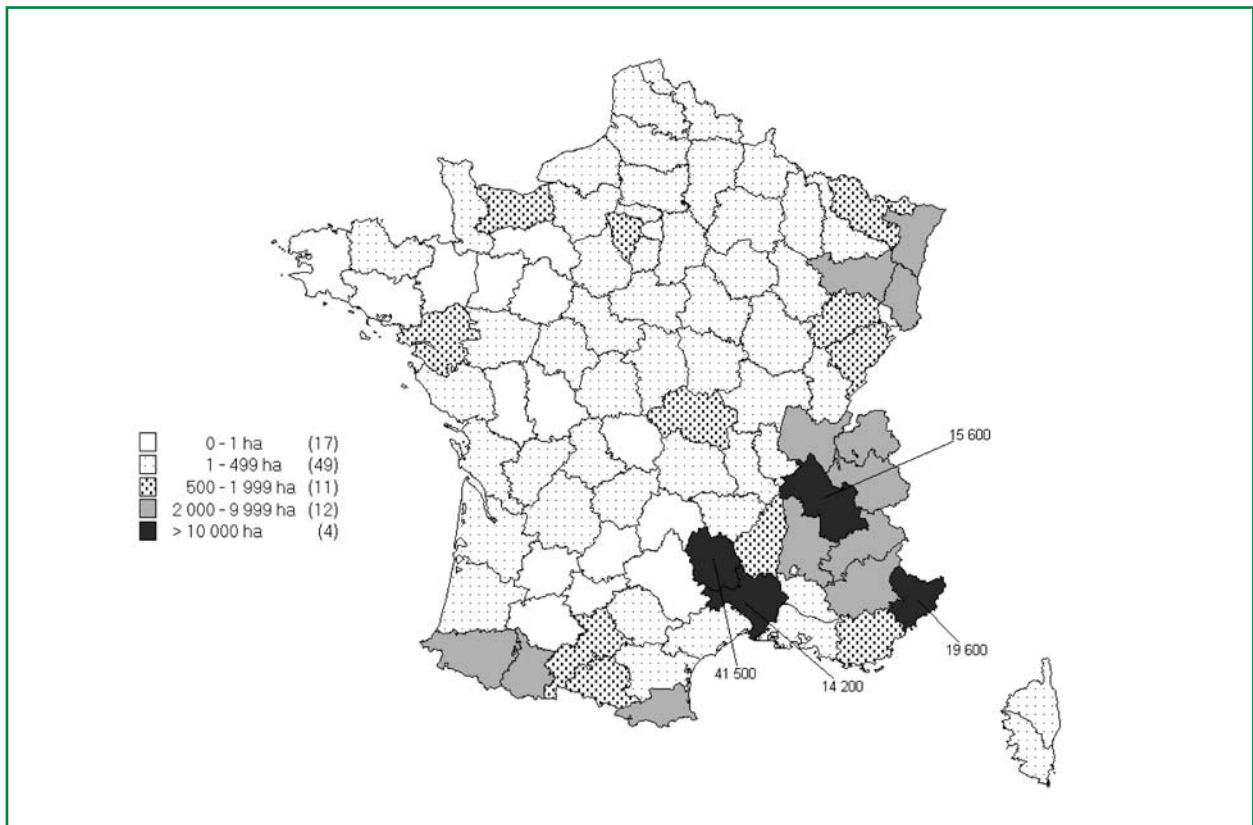 15 600
0 - 1 ha (17)
1 - 499 ha (49)
500 - 1 999 ha (11)
2 000 - 9 999 ha (12)
> 10 000 ha (4)
19 600
41 500
14 200